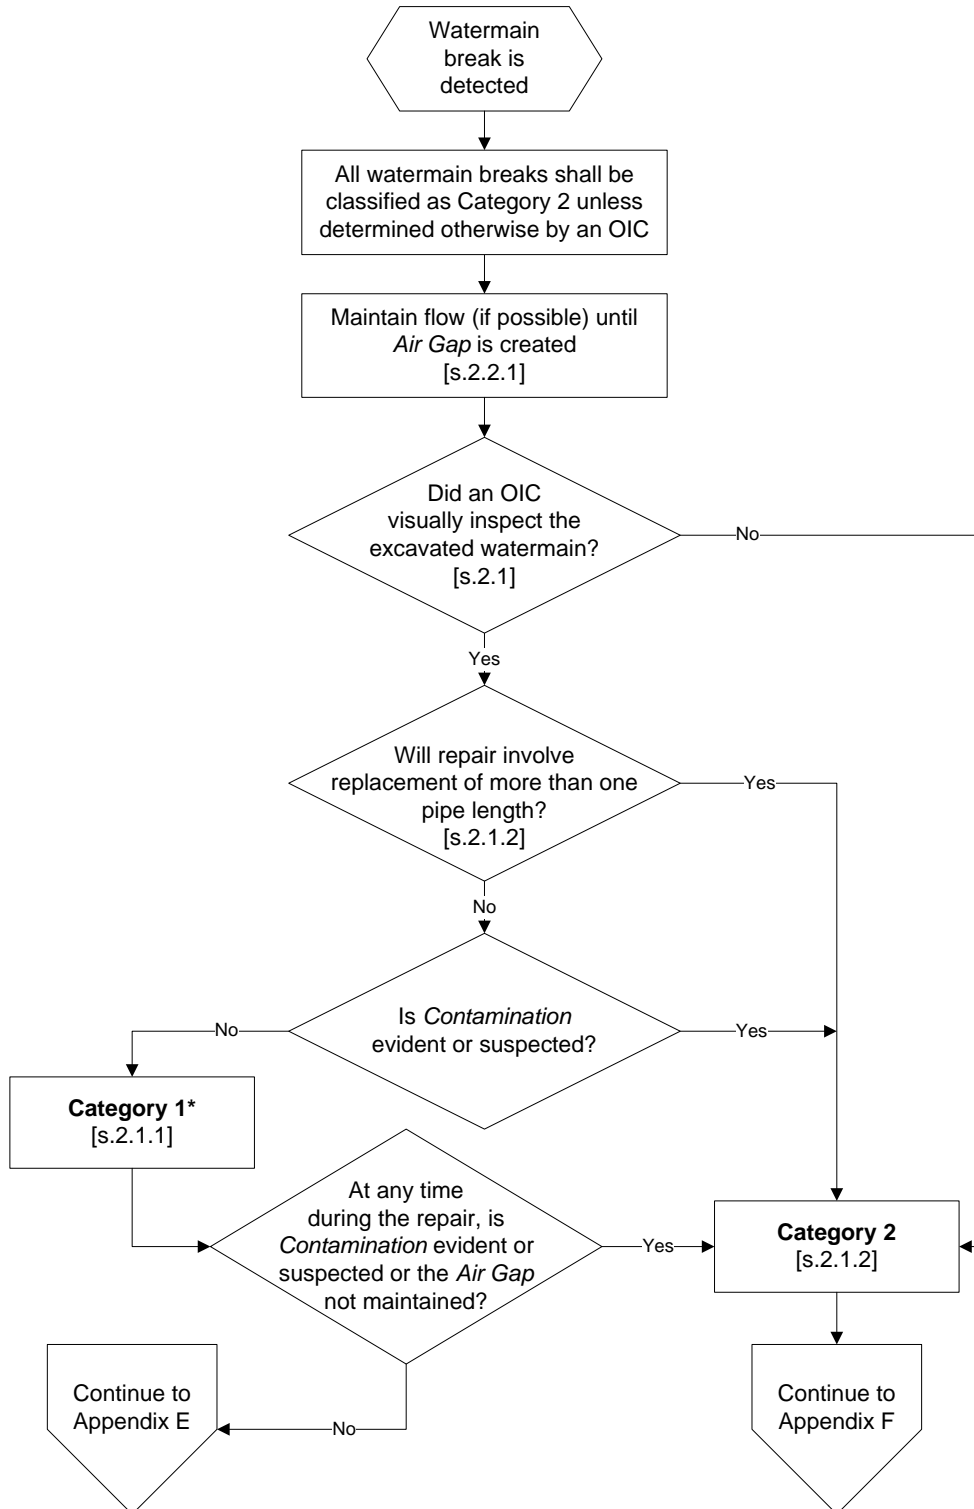 Watermain
break is
detected
All watermain breaks shall be
classified as Category 2 unless
determined otherwise by an OIC
Maintain flow (if possible) until
Air Gap is created
[s.2.2.1]
Did an OIC
visually inspect the
excavated watermain?
[s.2.1]
No
Yes
Will repair involve
replacement of more than one
pipe length?
[s.2.1.2]
Yes
No
Is Contamination
evident or suspected?
No
Yes
Category 1*
[s.2.1.1]
At any time
during the repair, is
Contamination evident or
suspected or the Air Gap
not maintained?
Yes
Category 2
[s.2.1.2]
No
Continue to
Appendix E
Continue to
Appendix F